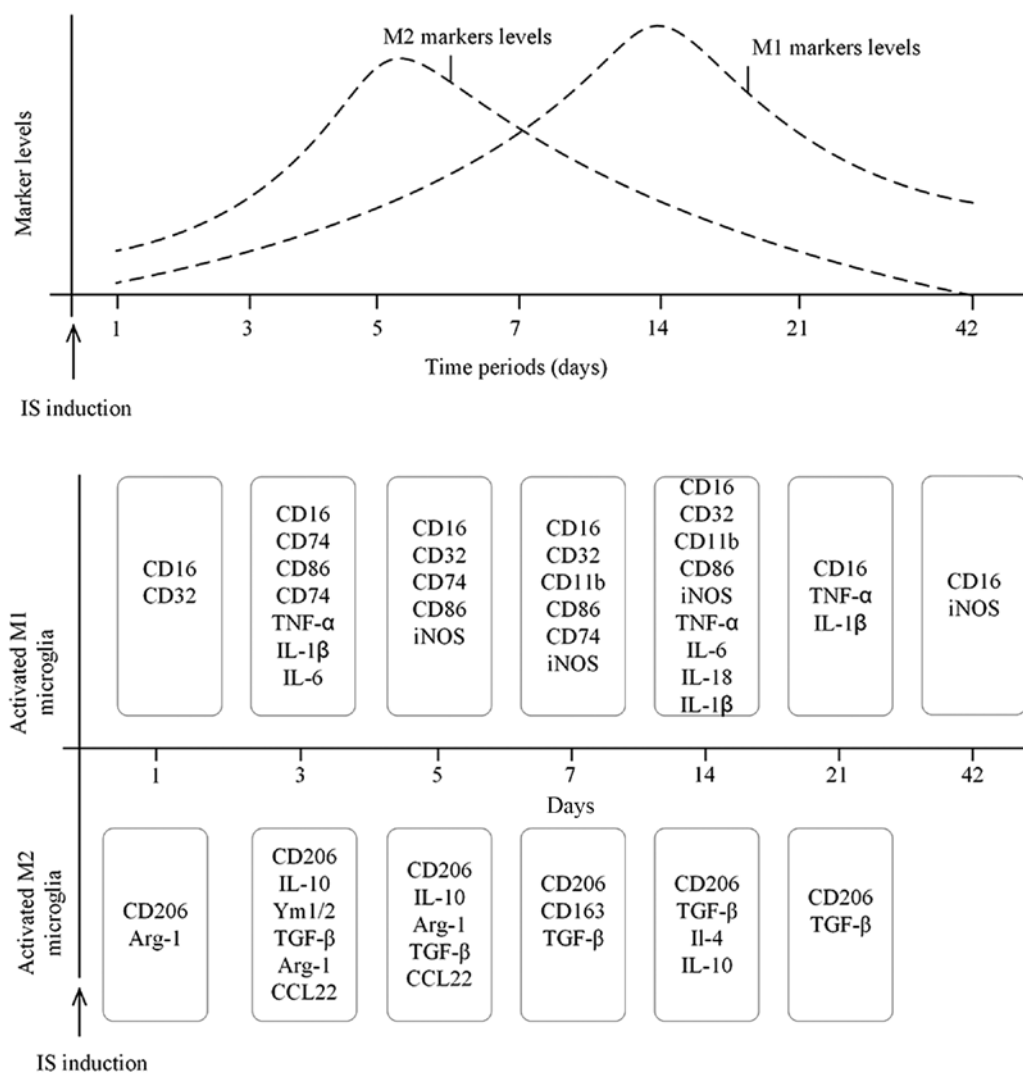 M2 markers levels
M1 markers levels
Marker levels
1 3 5 7 14 21 42
Time periods (days)
IS induction
Activated M1
microglia
CD16
CD32
CD16
CD74
CD86
CD74
TNF-α
IL-1β
IL-6
CD16
CD32
CD74
CD86
iNOS
CD16
CD32
CD11b
CD86
CD74
iNOS
CD16
CD32
CD11b
CD86
iNOS
TNF-α
IL-6
IL-18
IL-1β
CD16
TNF-α
IL-1β
CD16
iNOS
1 3 5 7 14 21 42
Days
Activated M2
microglia
CD206
Arg-1
CD206
IL-10
Ym1/2
TGF-β
Arg-1
CCL22
CD206
IL-10
Arg-1
TGF-β
CCL22
CD206
CD163
TGF-β
CD206
TGF-β
Il-4
IL-10
CD206
TGF-β
IS induction